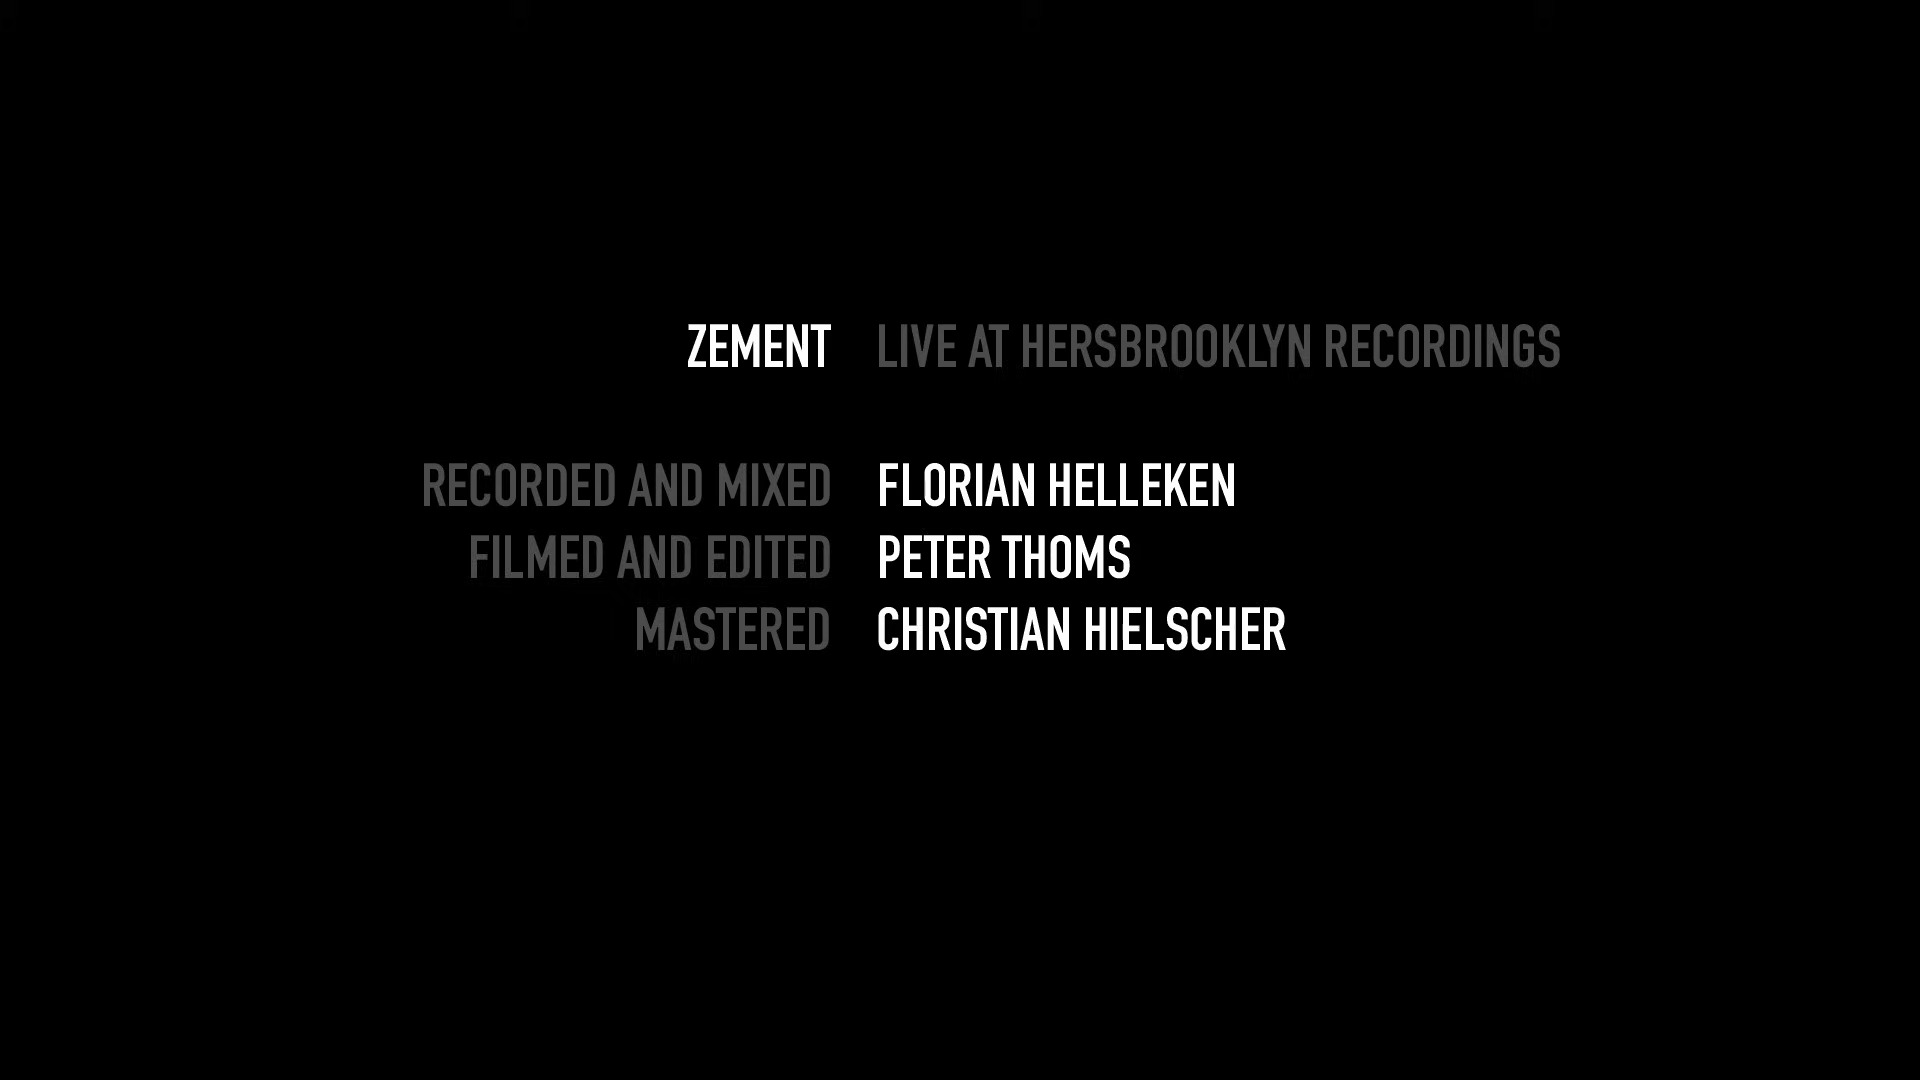 ZEMENT LIVE AT HERSBROOKLYN RECORDINGS
RECORDED AND MIXED FLORIAN HELLEKEN
FILMED AND EDITED PETER THOMS
MASTERED CHRISTIAN HIELSCHER